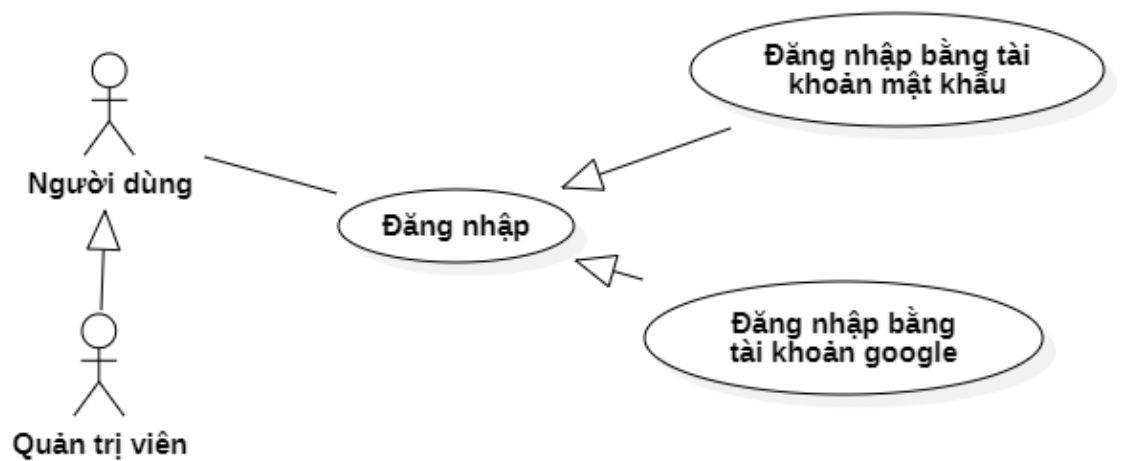 Đăng nhập bằng tài
khoản mật khẩu
Người dùng
Đăng nhập
Đăng nhập bằng
tài khoản google
Quản trị viên